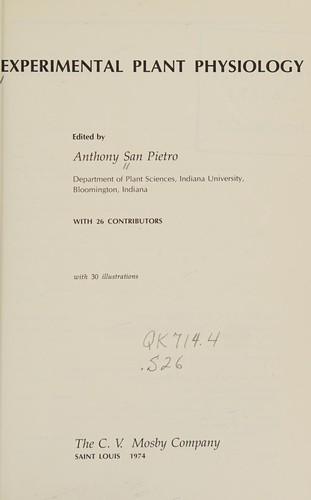 EXPERIMENTAL PLANT PHYSIOLOGY
Edited by
Anthony San Pietro
Department of Plant Sciences, Indiana University,
Bloomington, Indiana
WITH 26 CONTRIBUTORS
with 30 illustrations
QK714.4
.S26
The C. V. Mosby Company
SAINT LOUIS 1974